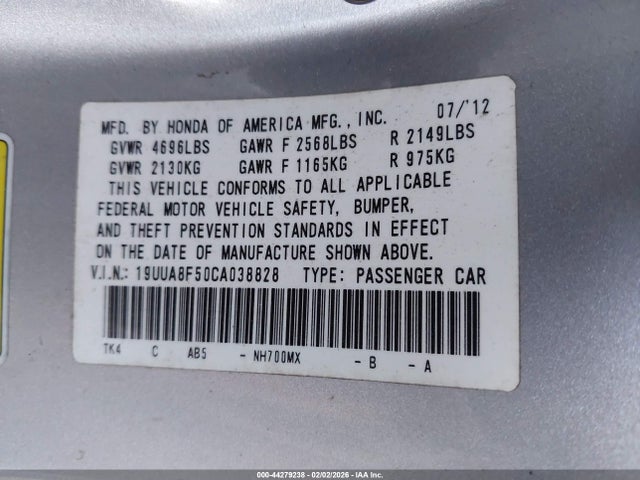 MFD. BY HONDA OF AMERICA MFG., INC. 07/'12
GVWR 4696LBS GAWR F 2568LBS R 2149LBS
GVWR 2130KG GAWR F 1165KG R 975KG
THIS VEHICLE CONFORMS TO ALL APPLICABLE
FEDERAL MOTOR VEHICLE SAFETY, BUMPER,
AND THEFT PREVENTION STANDARDS IN EFFECT
ON THE DATE OF MANUFACTURE SHOWN ABOVE.
V.I.N.: 19UUA8F50CA038828 TYPE: PASSENGER CAR
TK4 C AB5 - NH700MX - B - A
000-44279238 - 02/02/2026 - IAA Inc.